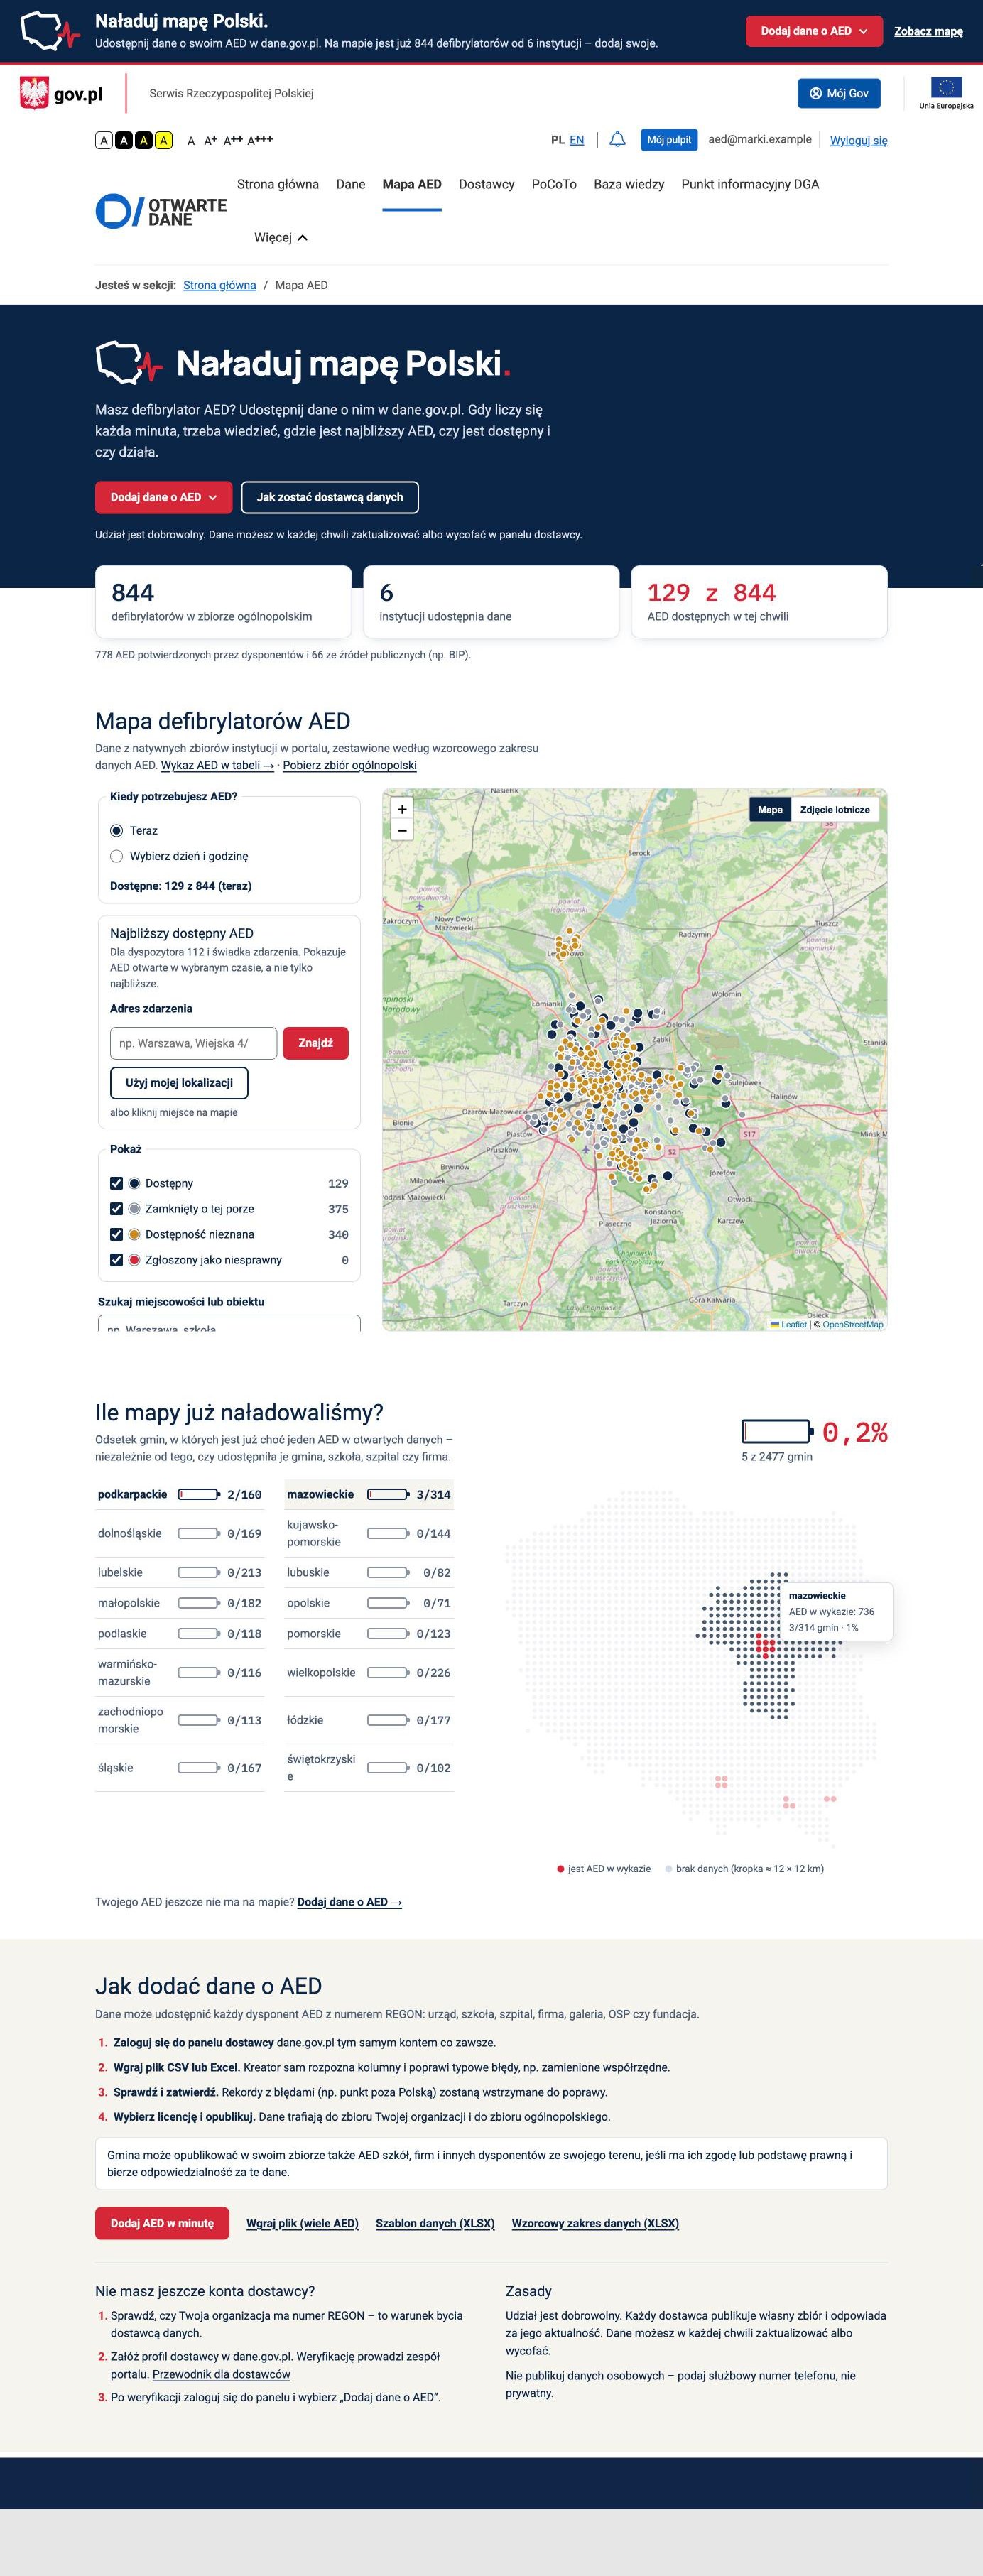 Naładuj mapę Polski.
Udostępnij dane o swoim AED w dane.gov.pl. Na mapie jest już 844 defibrylatorów od 6 instytucji – dodaj swoje.
Dodaj dane o AED
Zobacz mapę
gov.pl
Serwis Rzeczypospolitej Polskiej
Mój Gov
Unia Europejska
A A A A A A+ A++ A+++
PL EN
Mój pulpit
aed@marki.example
Wyloguj się
OTWARTE
DANE
Strona główna
Dane
Mapa AED
Dostawcy
PoCoTo
Baza wiedzy
Punkt informacyjny DGA
Więcej
Jesteś w sekcji: Strona główna / Mapa AED
Naładuj mapę Polski.
Masz defibrylator AED? Udostępnij dane o nim w dane.gov.pl. Gdy liczy się
każda minuta, trzeba wiedzieć, gdzie jest najbliższy AED, czy jest dostępny i
czy działa.
Dodaj dane o AED
Jak zostać dostawcą danych
Udział jest dobrowolny. Dane możesz w każdej chwili zaktualizować albo wycofać w panelu dostawcy.
844
defibrylatorów w zbiorze ogólnopolskim
6
instytucji udostępnia dane
129 z 844
AED dostępnych w tej chwili
778 AED potwierdzonych przez dysponentów i 66 ze źródeł publicznych (np. BIP).
Mapa defibrylatorów AED
Dane z natywnych zbiorów instytucji w portalu, zestawione według wzorcowego zakresu
danych AED. Wykaz AED w tabeli → · Pobierz zbiór ogólnopolski
Kiedy potrzebujesz AED?
Teraz
Wybierz dzień i godzinę
Dostępne: 129 z 844 (teraz)
Najbliższy dostępny AED
Dla dyspozytora 112 i świadka zdarzenia. Pokazuje
AED otwarte w wybranym czasie, a nie tylko
najbliższe.
Adres zdarzenia
np. Warszawa, Wiejska 4/
Znajdź
Użyj mojej lokalizacji
albo kliknij miejsce na mapie
Pokaż
Dostępny 129
Zamknięty o tej porze 375
Dostępność nieznana 340
Zgłoszony jako niesprawny 0
Szukaj miejscowości lub obiektu
np. Warszawa, szkoła
+
−
Mapa
Zdjęcie lotnicze
Nasielsk
Serock
powiat
nowodworski
powiat
legionowski
Zakroczym
Nowy Dwór
Mazowiecki
Radzymin
Tłuszcz
powiat
wołomiński
Łomianki
Wołomin
Zielonka
Ząbki
Sulejówek
Halinów
Ożarów Mazowiecki
Błonie
Piastów
Pruszków
S17
S2
Brwinów
Milanówek
Józefów
Otwock
Konstancin-
Jeziorna
Karczew
Piaseczno
powiat
pruszkowski
Chojnowski
Park Krajobrazowy
powiat
piaseczyński
Góra Kalwaria
Tarczyn
Osieck
Leaflet | © OpenStreetMap
Ile mapy już naładowaliśmy?
Odsetek gmin, w których jest już choć jeden AED w otwartych danych –
niezależnie od tego, czy udostępniła je gmina, szkoła, szpital czy firma.
0,2%
5 z 2477 gmin
podkarpackie 2/160
mazowieckie 3/314
dolnośląskie 0/169
kujawsko-
pomorskie 0/144
lubelskie 0/213
lubuskie 0/82
małopolskie 0/182
opolskie 0/71
podlaskie 0/118
pomorskie 0/123
warmińsko-
mazurskie 0/116
wielkopolskie 0/226
zachodniopo
morskie 0/113
łódzkie 0/177
śląskie 0/167
świętokrzyski
e 0/102
mazowieckie
AED w wykazie: 736
3/314 gmin · 1%
jest AED w wykazie
brak danych (kropka ≈ 12 × 12 km)
Twojego AED jeszcze nie ma na mapie? Dodaj dane o AED →
Jak dodać dane o AED
Dane może udostępnić każdy dysponent AED z numerem REGON: urząd, szkoła, szpital, firma, galeria, OSP czy fundacja.
1. Zaloguj się do panelu dostawcy dane.gov.pl tym samym kontem co zawsze.
2. Wgraj plik CSV lub Excel. Kreator sam rozpozna kolumny i poprawi typowe błędy, np. zamienione współrzędne.
3. Sprawdź i zatwierdź. Rekordy z błędami (np. punkt poza Polską) zostaną wstrzymane do poprawy.
4. Wybierz licencję i opublikuj. Dane trafiają do zbioru Twojej organizacji i do zbioru ogólnopolskiego.
Gmina może opublikować w swoim zbiorze także AED szkół, firm i innych dysponentów ze swojego terenu, jeśli ma ich zgodę lub podstawę prawną i
bierze odpowiedzialność za te dane.
Dodaj AED w minutę
Wgraj plik (wiele AED)
Szablon danych (XLSX)
Wzorcowy zakres danych (XLSX)
Nie masz jeszcze konta dostawcy?
1. Sprawdź, czy Twoja organizacja ma numer REGON – to warunek bycia
dostawcą danych.
2. Załóż profil dostawcy w dane.gov.pl. Weryfikację prowadzi zespół
portalu. Przewodnik dla dostawców
3. Po weryfikacji zaloguj się do panelu i wybierz „Dodaj dane o AED”.
Zasady
Udział jest dobrowolny. Każdy dostawca publikuje własny zbiór i odpowiada
za jego aktualność. Dane możesz w każdej chwili zaktualizować albo
wycofać.
Nie publikuj danych osobowych – podaj służbowy numer telefonu, nie
prywatny.